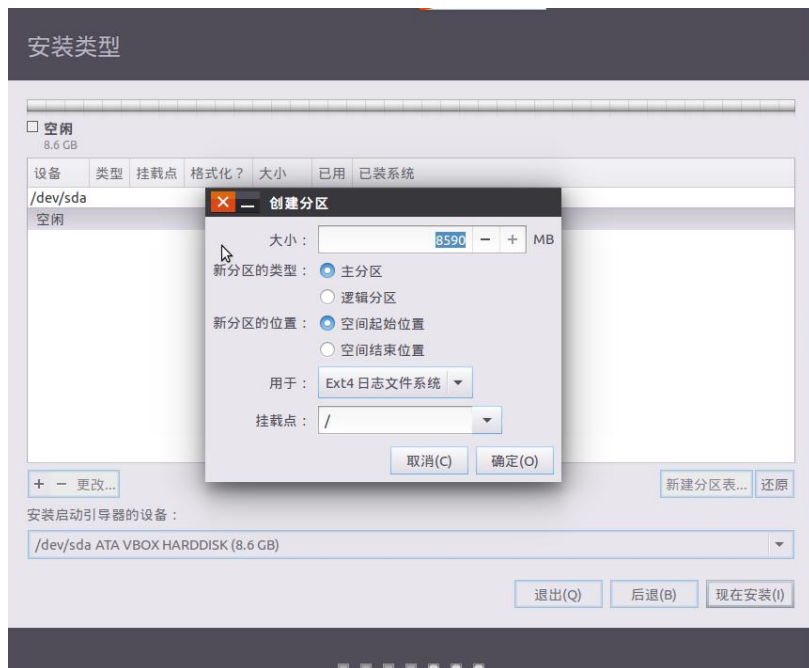 安装类型
空闲
8.6 GB
设备 类型 挂载点 格式化？ 大小 已用 已装系统
/dev/sda
空闲
创建分区
大小： 8590 － + MB
新分区的类型： 主分区
逻辑分区
新分区的位置： 空间起始位置
空间结束位置
用于： Ext4 日志文件系统
挂载点： /
取消(C) 确定(O)
+ － 更改... 新建分区表... 还原
安装启动引导器的设备：
/dev/sda ATA VBOX HARDDISK (8.6 GB)
退出(Q) 后退(B) 现在安装(I)